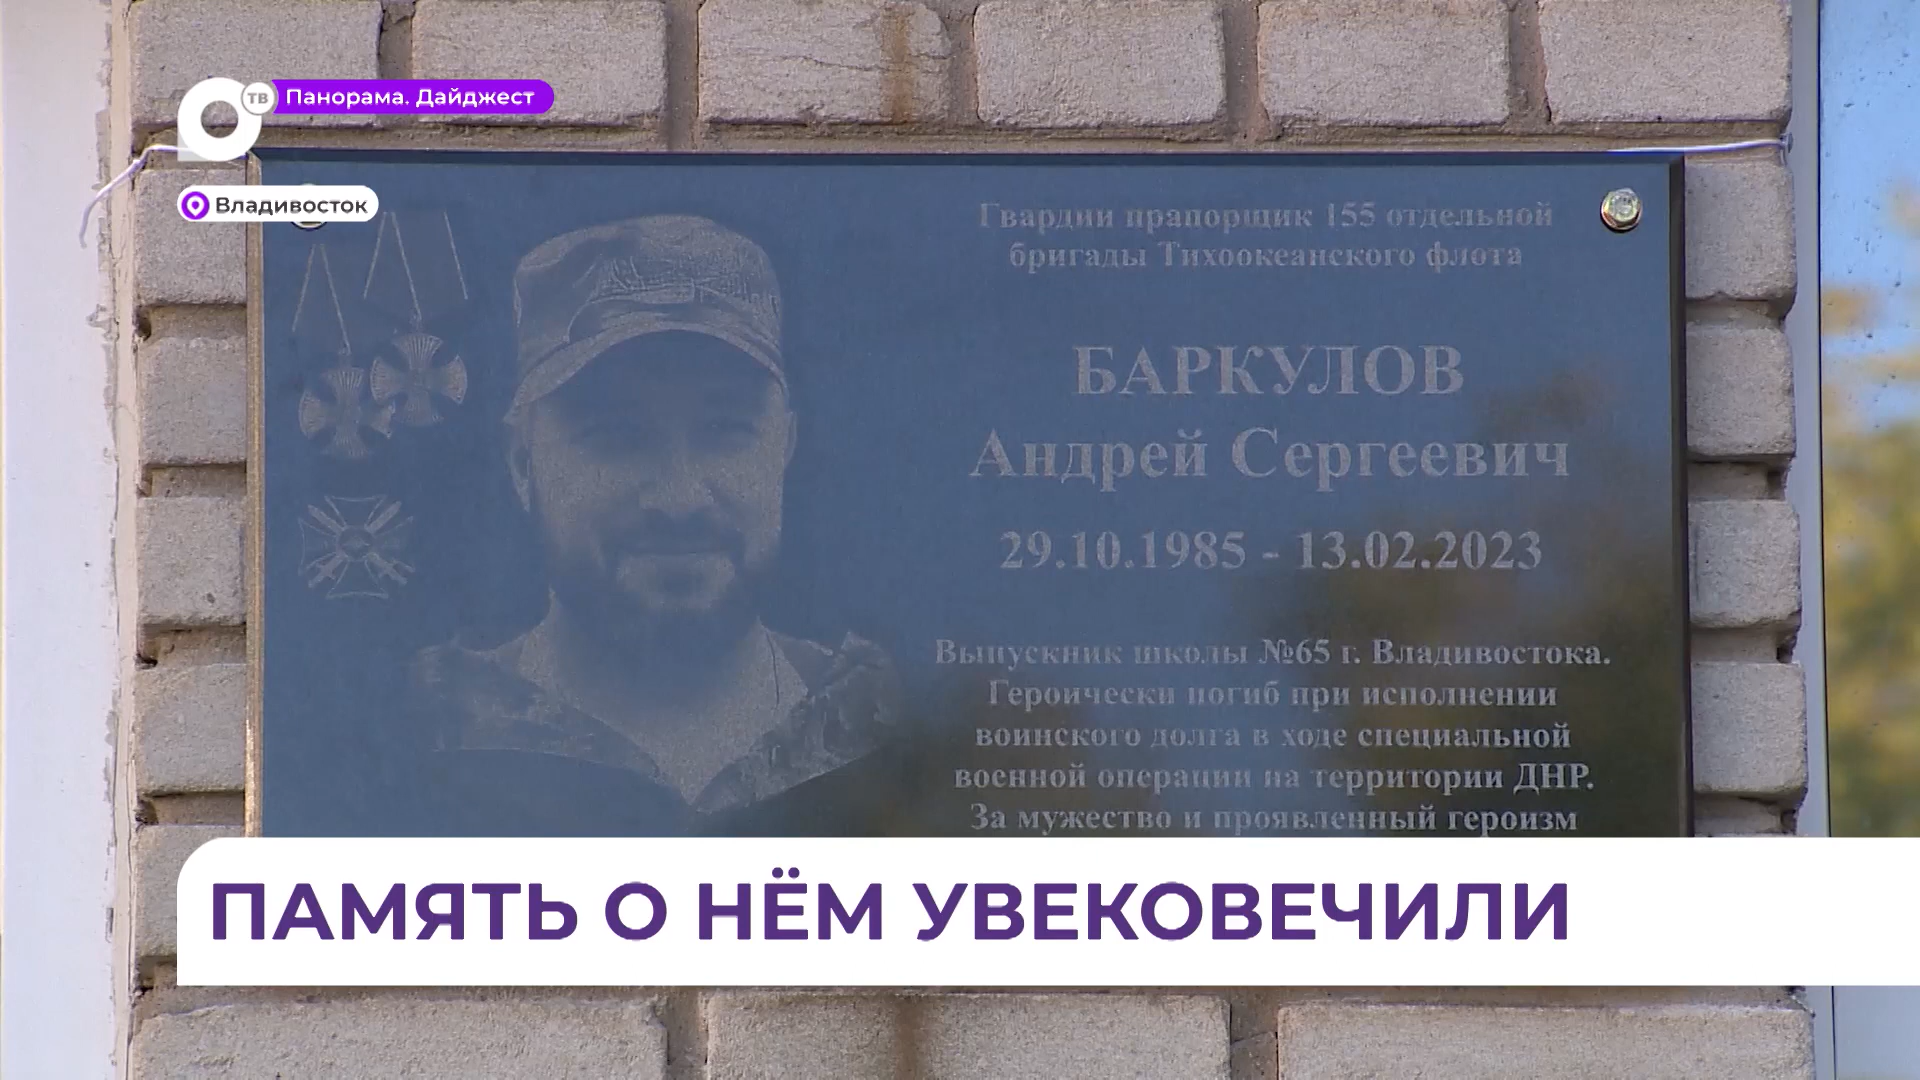 ТВ
Панорама. Дайджест
Владивосток
Гвардии прапорщик 155 отдельной
бригады Тихоокеанского флота
БАРКУЛОВ
Андрей Сергеевич
29.10.1985 - 13.02.2023
Выпускник школы №65 г. Владивостока.
Героически погиб при исполнении
воинского долга в ходе специальной
военной операции на территории ДНР.
За мужество и проявленный героизм
ПАМЯТЬ О НЁМ УВЕКОВЕЧИЛИ